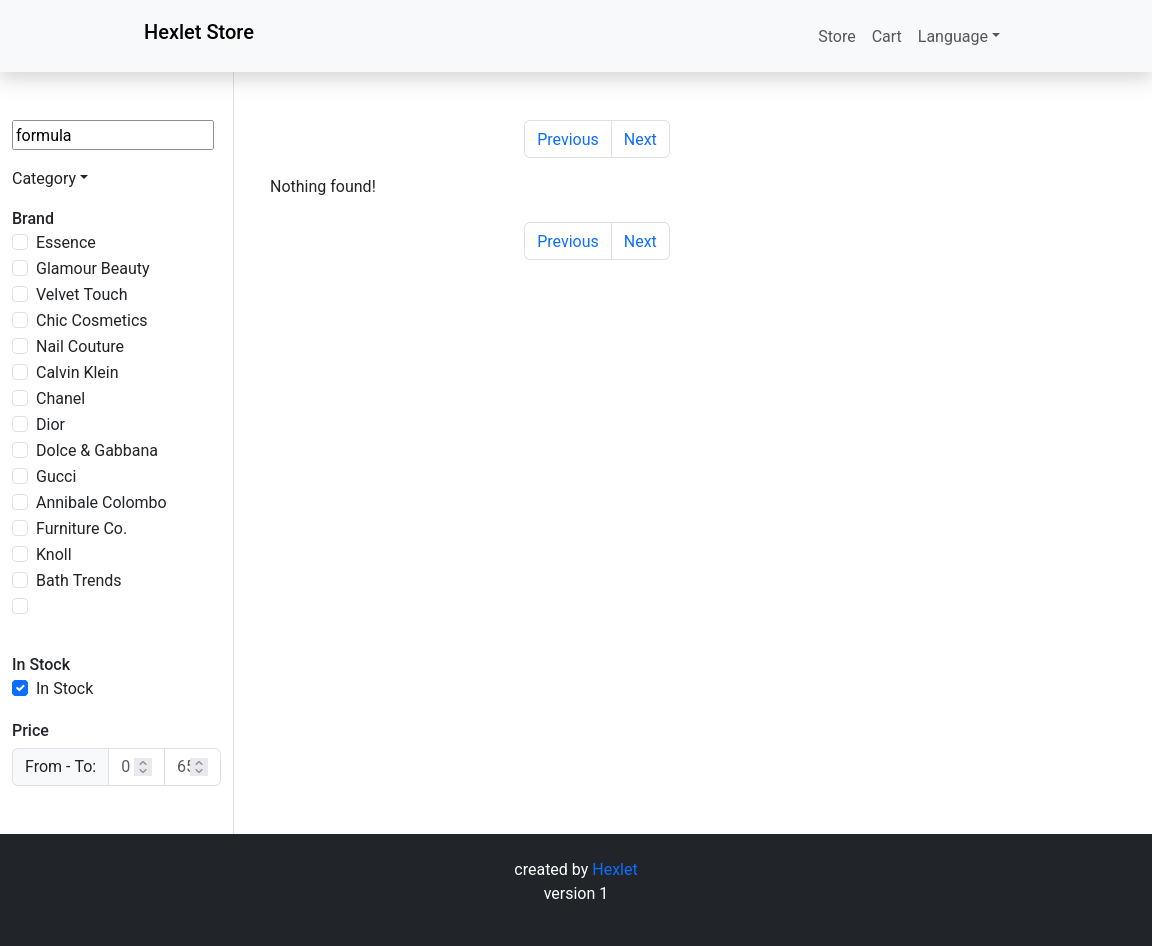 Hexlet Store
Store Cart Language
formula
Category
Brand
Essence
Glamour Beauty
Velvet Touch
Chic Cosmetics
Nail Couture
Calvin Klein
Chanel
Dior
Dolce & Gabbana
Gucci
Annibale Colombo
Furniture Co.
Knoll
Bath Trends
In Stock
In Stock
Price
From - To: 0
Previous Next
Nothing found!
Previous Next
created by Hexlet
version 1